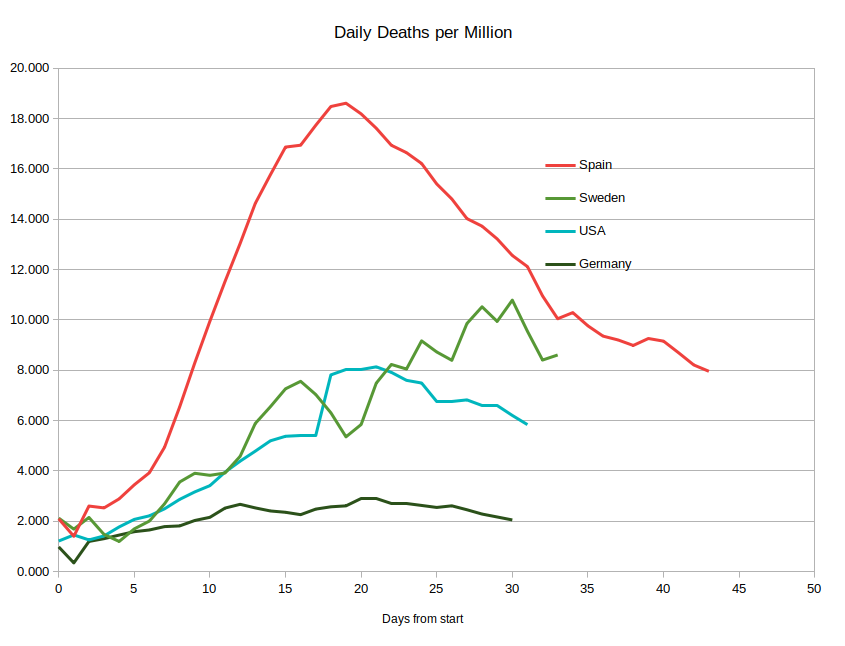 Daily Deaths per Million
20.000
18.000
16.000
14.000
12.000
10.000
8.000
6.000
4.000
2.000
0.000
Spain
Sweden
USA
Germany
0 5 10 15 20 25 30 35 40 45 50
Days from start